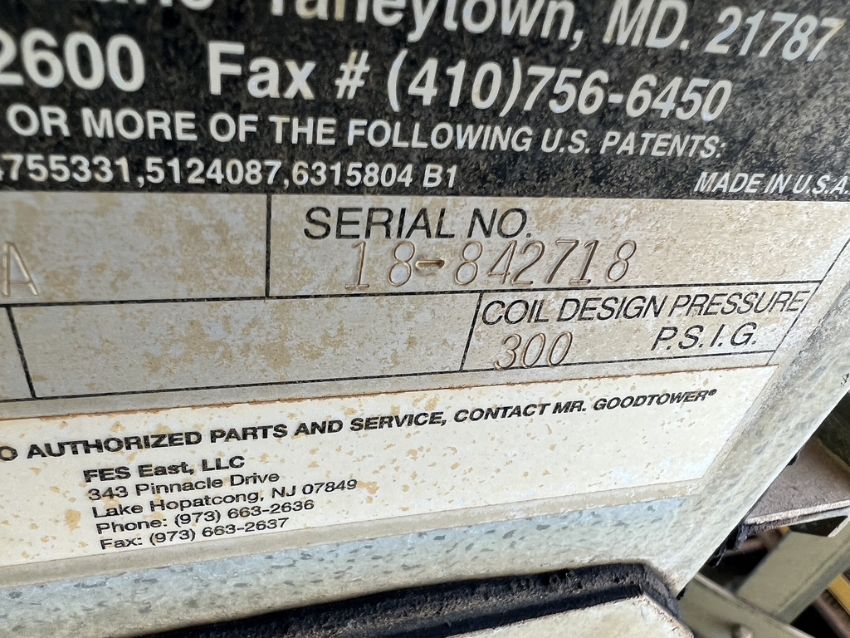 Taneytown, MD. 21787
2600 Fax # (410)756-6450
OR MORE OF THE FOLLOWING U.S. PATENTS:
4755331,5124087,6315804 B1
MADE IN U.S.A.
A
SERIAL NO.
18-842718
COIL DESIGN PRESSURE
300 P.S.I.G.
AUTHORIZED PARTS AND SERVICE, CONTACT MR. GOODTOWER®
FES East, LLC
343 Pinnacle Drive
Lake Hopatcong, NJ 07849
Phone: (973) 663-2636
Fax: (973) 663-2637